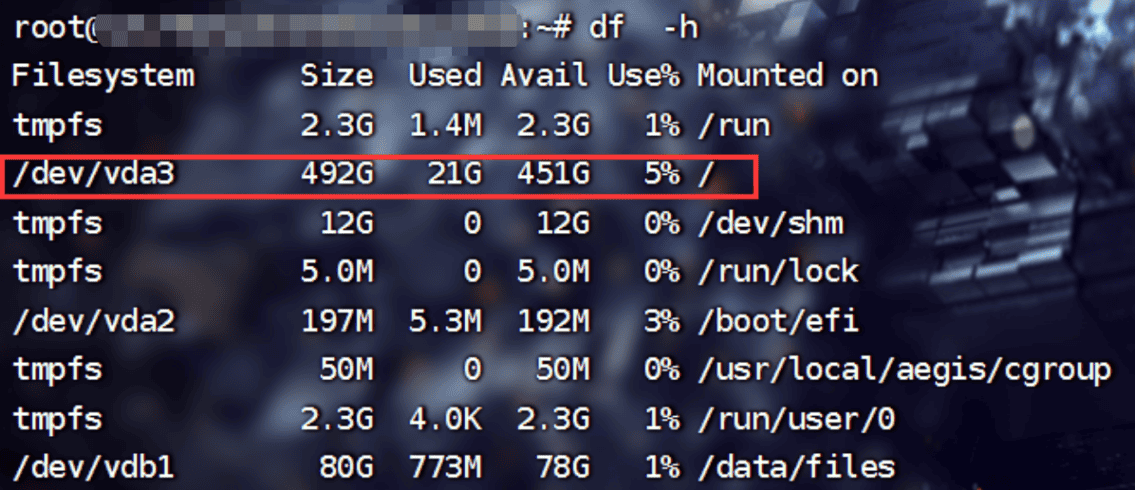 root@:~# df  -h
Filesystem      Size  Used Avail Use% Mounted on
tmpfs           2.3G  1.4M  2.3G   1% /run
/dev/vda3       492G   21G  451G   5% /
tmpfs            12G     0   12G   0% /dev/shm
tmpfs           5.0M     0  5.0M   0% /run/lock
/dev/vda2       197M  5.3M  192M   3% /boot/efi
tmpfs            50M     0   50M   0% /usr/local/aegis/cgroup
tmpfs           2.3G  4.0K  2.3G   1% /run/user/0
/dev/vdb1        80G  773M   78G   1% /data/files